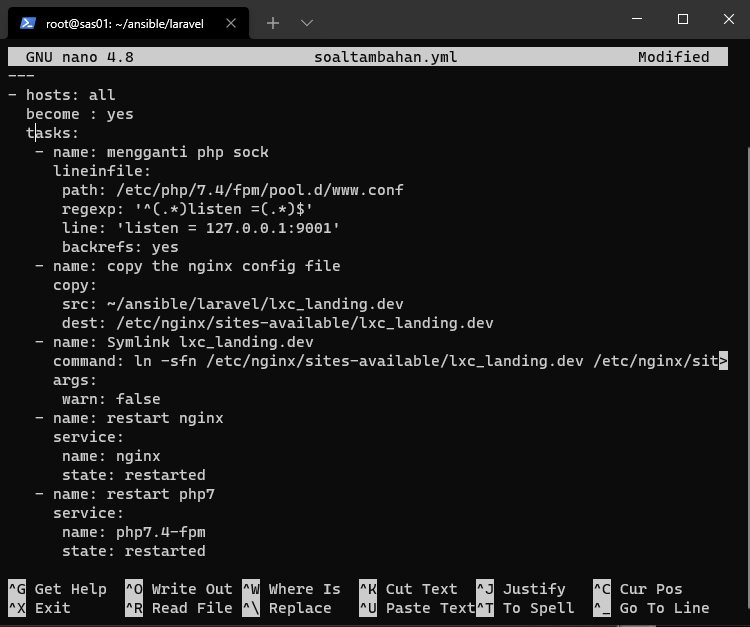 root@sas01: ~/ansible/laravel
GNU nano 4.8 soaltambahan.yml Modified
---
- hosts: all
  become : yes
  tasks:
   - name: mengganti php sock
     lineinfile:
      path: /etc/php/7.4/fpm/pool.d/www.conf
      regexp: '^(.*)listen =(.*)$'
      line: 'listen = 127.0.0.1:9001'
      backrefs: yes
   - name: copy the nginx config file
     copy:
      src: ~/ansible/laravel/lxc_landing.dev
      dest: /etc/nginx/sites-available/lxc_landing.dev
   - name: Symlink lxc_landing.dev
     command: ln -sfn /etc/nginx/sites-available/lxc_landing.dev /etc/nginx/sit>
     args:
      warn: false
   - name: restart nginx
     service:
      name: nginx
      state: restarted
   - name: restart php7
     service:
      name: php7.4-fpm
      state: restarted
^G Get Help ^O Write Out ^W Where Is ^K Cut Text ^J Justify ^C Cur Pos
^X Exit ^R Read File ^\ Replace ^U Paste Text ^T To Spell ^_ Go To Line